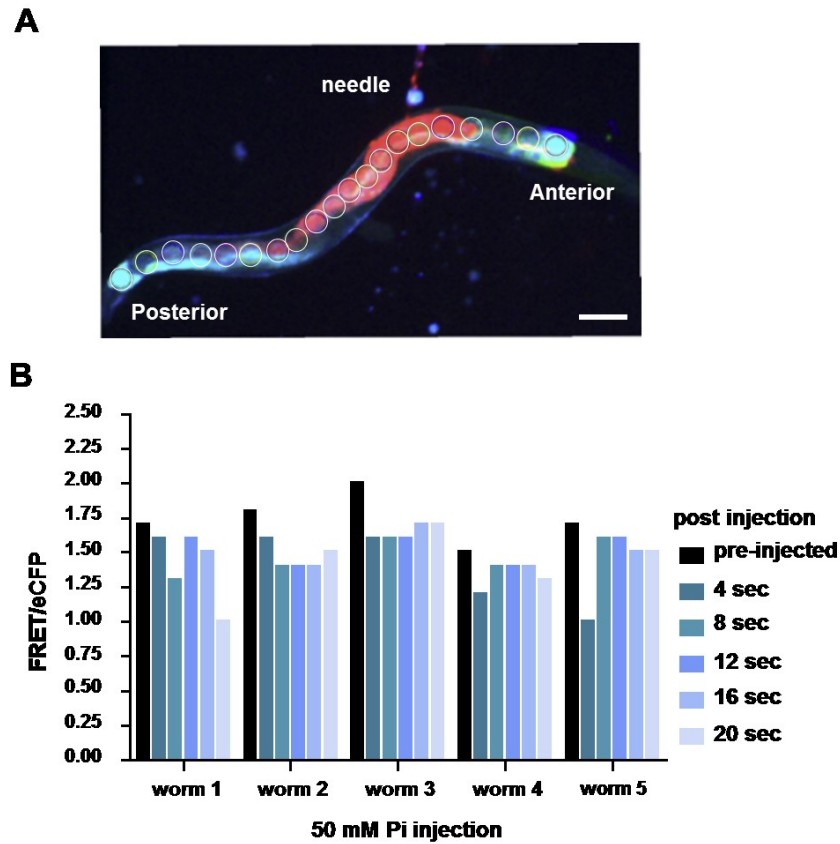 A
needle
Anterior
Posterior
B
2.50
2.25
2.00
1.75
1.50
1.25
1.00
0.75
0.50
0.25
0.00
FRET/eCFP
post injection
pre-injected
4 sec
8 sec
12 sec
16 sec
20 sec
worm 1 worm 2 worm 3 worm 4 worm 5
50 mM Pi injection